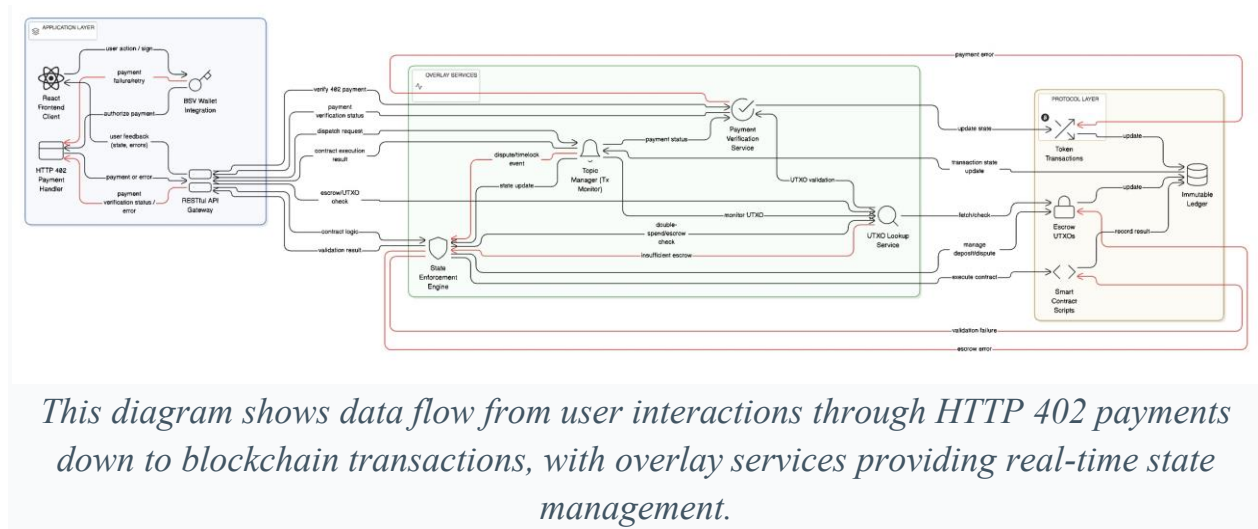 APPLICATION LAYER
user action / sign
payment
failure/retry
React
Frontend
Client
BSV Wallet
Integration
authorize payment
user feedback
(state, errors)
HTTP 402
Payment
Handler
payment or error
payment
verification status /
error
RESTful API
Gateway
verify 402 payment
payment
verification status
dispatch request
contract execution
result
escrow/UTXO
check
contract logic
validation result
OVERLAY SERVICES
Payment
Verification
Service
payment status
dispute/timelock
event
Topic
Manager (Tx
Monitor)
state update
UTXO validation
monitor UTXO
double-
spend/escrow
check
insufficient escrow
UTXO Lookup
Service
State
Enforcement
Engine
payment error
update state
transaction state
update
fetch/check
manage
deposit/dispute
execute contract
validation failure
escrow error
PROTOCOL LAYER
Token
Transactions
update
Immutable
Ledger
update
Escrow
UTXOs
record result
Smart
Contract
Scripts
This diagram shows data flow from user interactions through HTTP 402 payments
down to blockchain transactions, with overlay services providing real-time state
management.